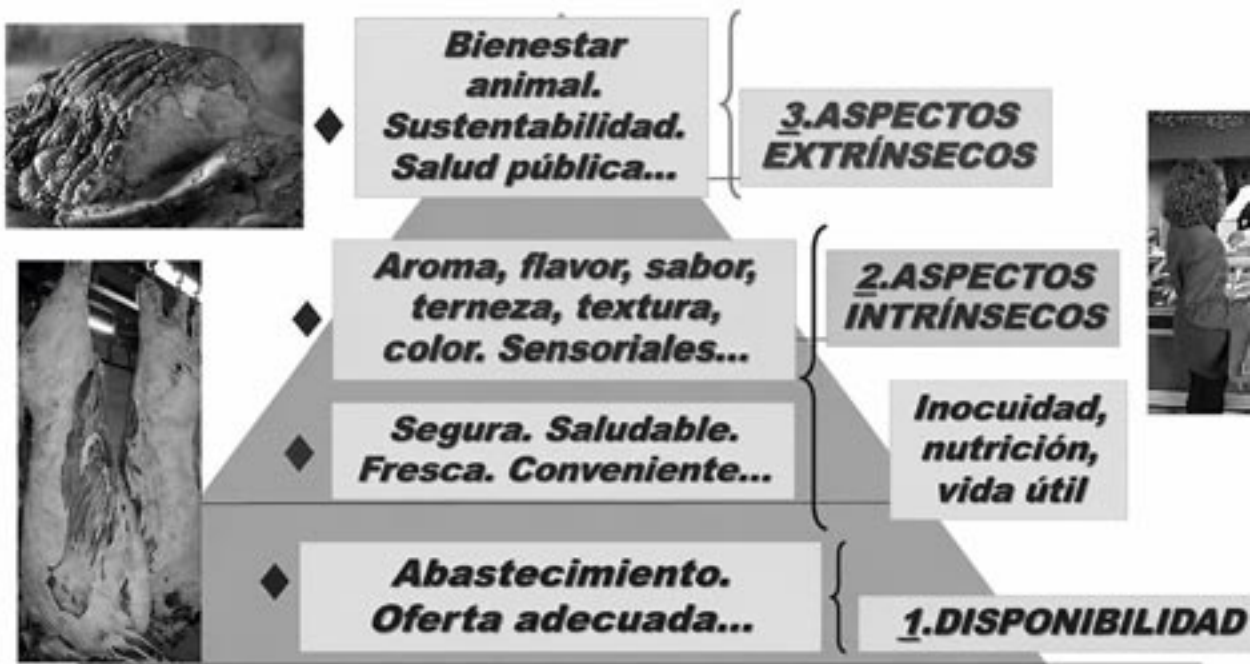 Bienestar
animal.
Sustentabilidad.
Salud pública...
3.ASPECTOS
EXTRÍNSECOS
Aroma, flavor, sabor,
terneza, textura,
color. Sensoriales...
2.ASPECTOS
INTRÍNSECOS
Segura. Saludable.
Fresca. Conveniente...
Inocuidad,
nutrición,
vida útil
Abastecimiento.
Oferta adecuada...
1.DISPONIBILIDAD